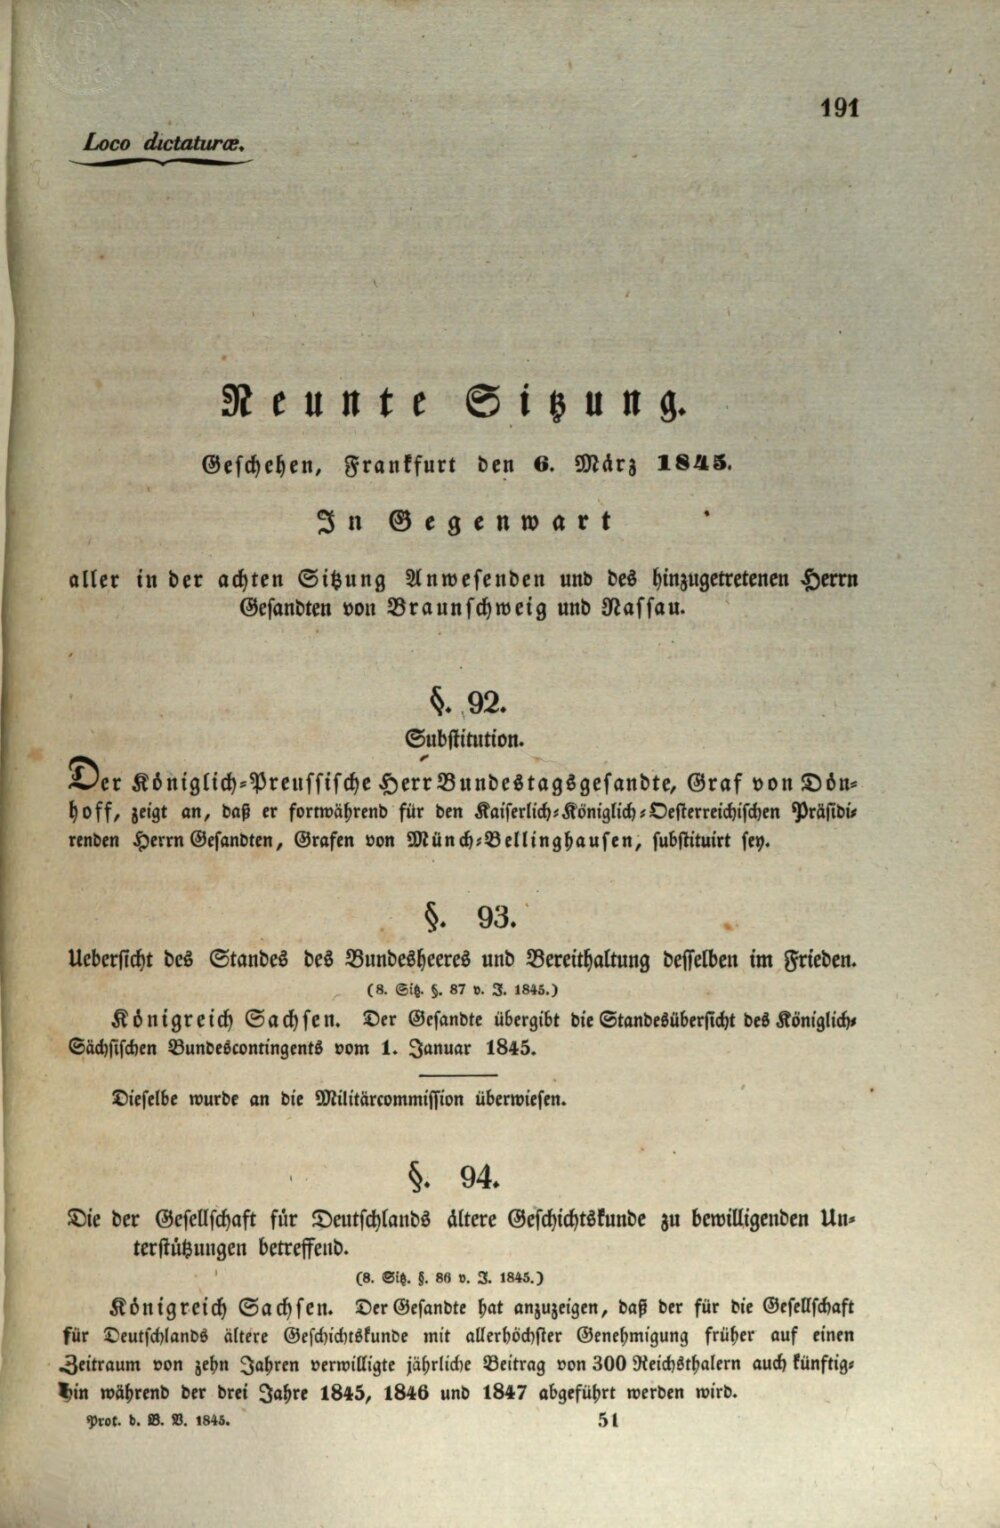 191
Loco dictaturæ.
Neunte Sitzung.
Geschehen, Frankfurt den 6. März 1845.
In Gegenwart
aller in der achten Sitzung Anwesenden und des hinzugetretenen Herrn
Gesandten von Braunschweig und Nassau.
§. 92.
Substitution.
Der Königlich-Preussische Herr Bundestagsgesandte, Graf von Dön-
hoff, zeigt an, daß er fortwährend für den Kaiserlich-Königlich-Oesterreichischen Präsidi-
renden Herrn Gesandten, Grafen von Münch-Bellinghausen, substituirt sey.
§. 93.
Uebersicht des Standes des Bundesheeres und Bereithaltung desselben im Frieden.
(8. Sitz. §. 87 v. J. 1845.)
Königreich Sachsen. Der Gesandte übergibt die Standesübersicht des Königlich-
Sächsischen Bundescontingents vom 1. Januar 1845.
Dieselbe wurde an die Militärcommission überwiesen.
§. 94.
Die der Gesellschaft für Deutschlands ältere Geschichtskunde zu bewilligenden Un-
terstützungen betreffend.
(8. Sitz. §. 86 v. J. 1845.)
Königreich Sachsen. Der Gesandte hat anzuzeigen, daß der für die Gesellschaft
für Deutschlands ältere Geschichtskunde mit allerhöchster Genehmigung früher auf einen
Zeitraum von zehn Jahren verwilligte jährliche Beitrag von 300 Reichsthalern auch künftig-
hin während der drei Jahre 1845, 1846 und 1847 abgeführt werden wird.
Prot. d. B. V. 1845. 51